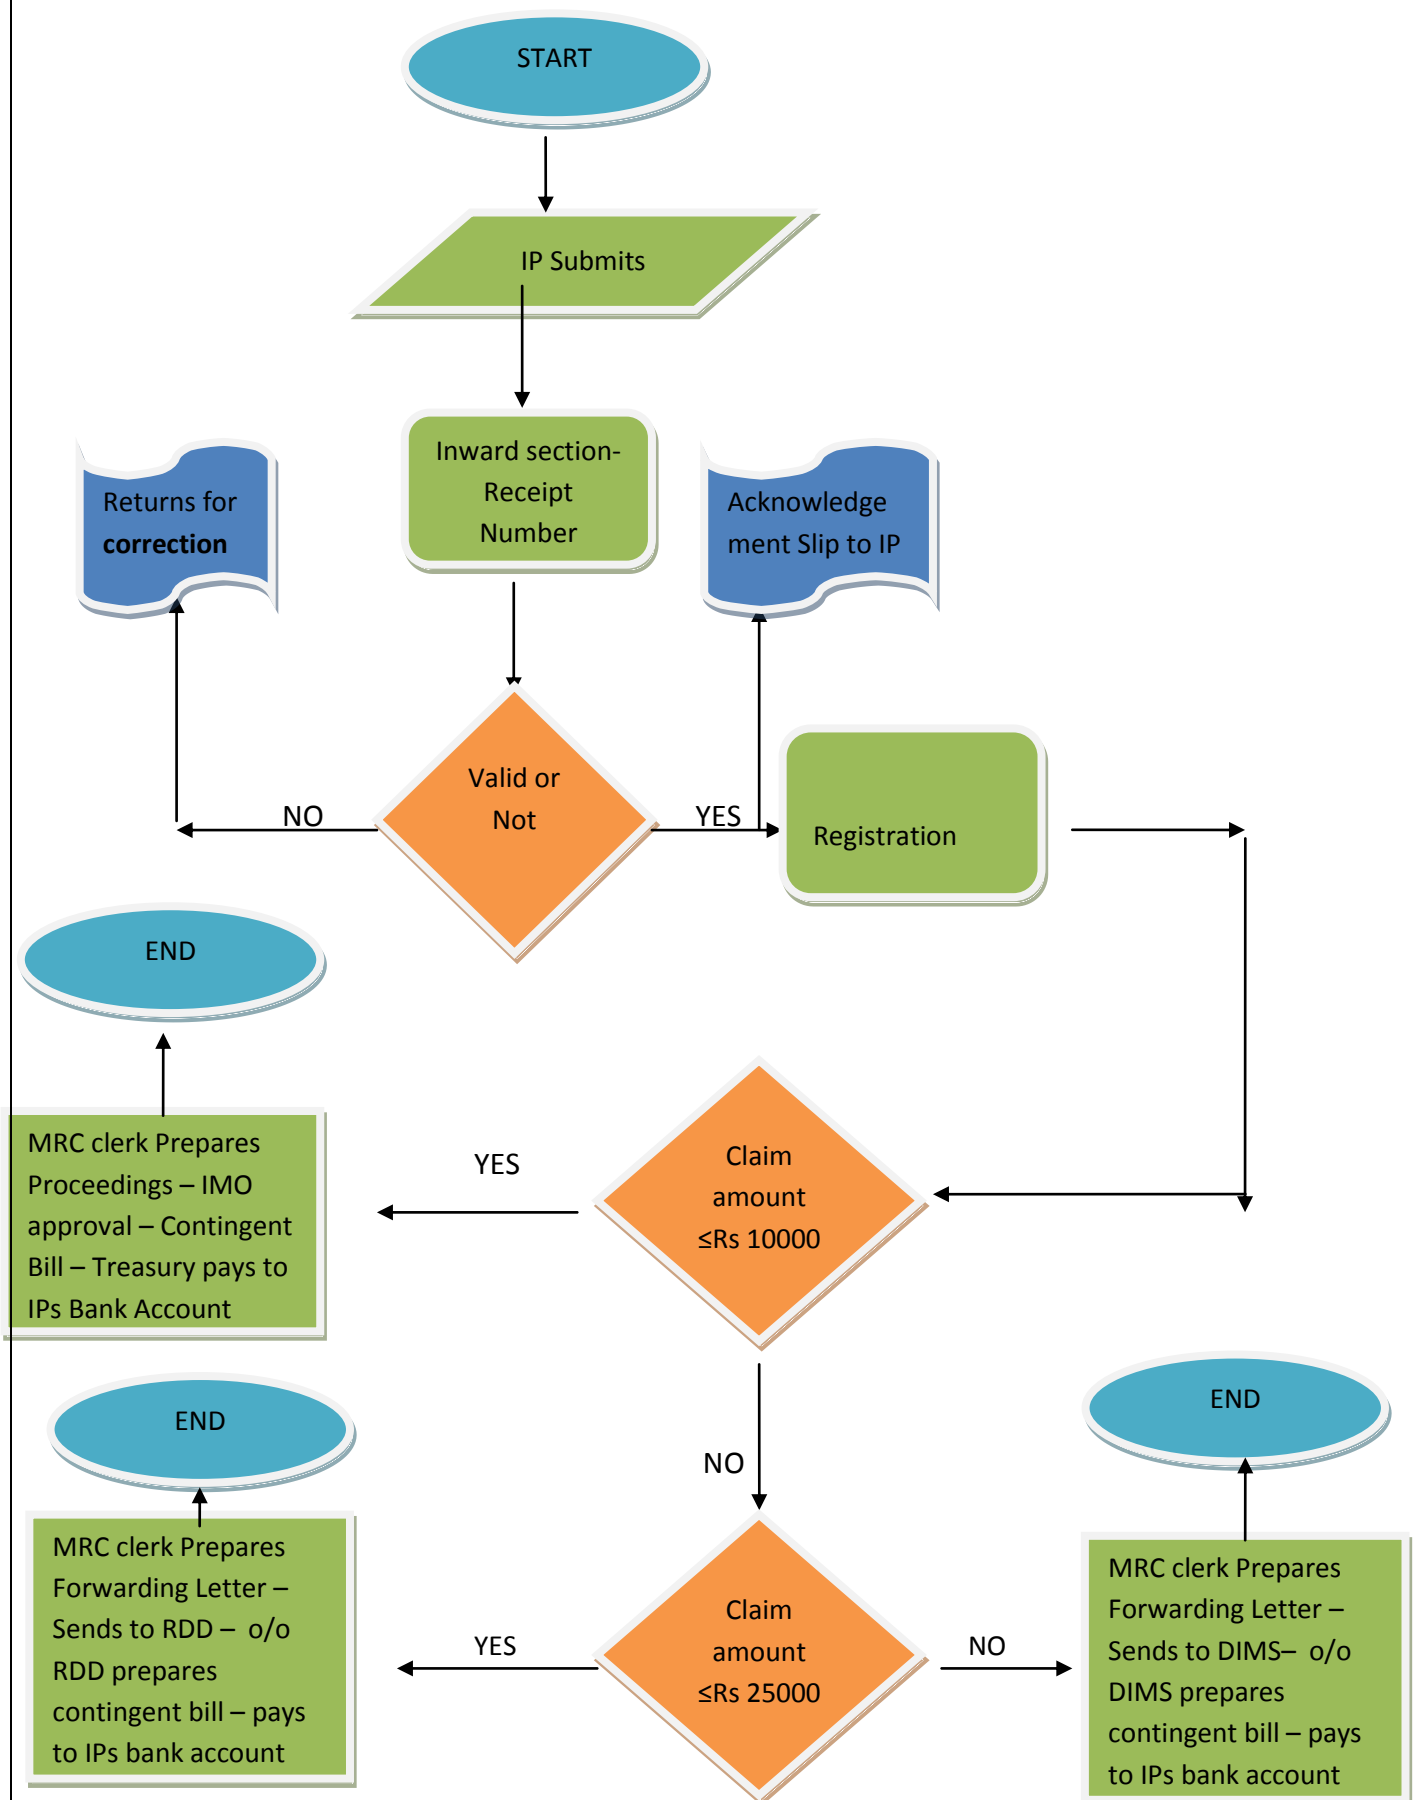 START
IP Submits
Inward section-
Receipt
Number
Returns for
correction
Acknowledge
ment Slip to IP
Valid or
Not
NO
YES
Registration
END
MRC clerk Prepares
Proceedings – IMO
approval – Contingent
Bill – Treasury pays to
IPs Bank Account
YES
Claim
amount
≤Rs 10000
NO
END
MRC clerk Prepares
Forwarding Letter –
Sends to RDD –  o/o
RDD prepares
contingent bill – pays
to IPs bank account
YES
Claim
amount
≤Rs 25000
NO
END
MRC clerk Prepares
Forwarding Letter –
Sends to DIMS–  o/o
DIMS prepares
contingent bill – pays
to IPs bank account